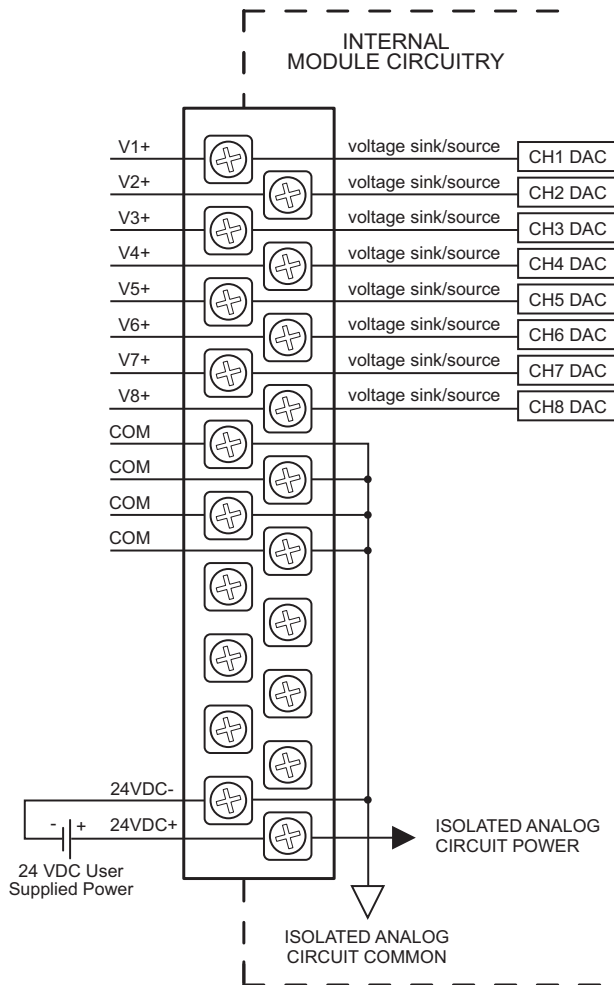 INTERNAL
MODULE CIRCUITRY
V1+ voltage sink/source CH1 DAC
V2+ voltage sink/source CH2 DAC
V3+ voltage sink/source CH3 DAC
V4+ voltage sink/source CH4 DAC
V5+ voltage sink/source CH5 DAC
V6+ voltage sink/source CH6 DAC
V7+ voltage sink/source CH7 DAC
V8+ voltage sink/source CH8 DAC
COM
COM
COM
COM
24VDC-
- + 24VDC+
24 VDC User
Supplied Power
ISOLATED ANALOG
CIRCUIT POWER
ISOLATED ANALOG
CIRCUIT COMMON